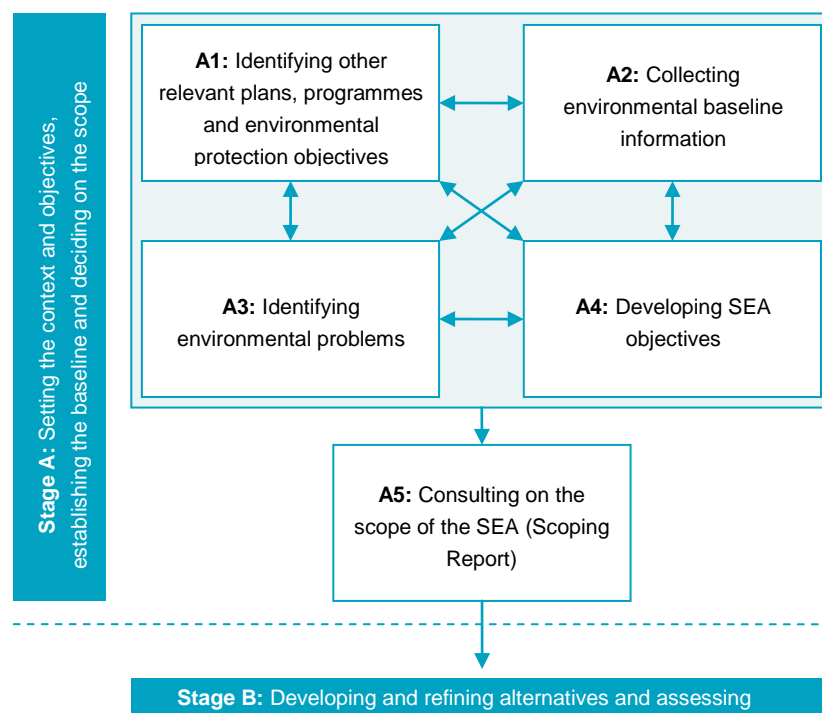 Stage A: Setting the context and objectives,
establishing the baseline and deciding on the scope
A1: Identifying other
relevant plans, programmes
and environmental
protection objectives
A2: Collecting
environmental baseline
information
A3: Identifying
environmental problems
A4: Developing SEA
objectives
A5: Consulting on the
scope of the SEA (Scoping
Report)
Stage B: Developing and refining alternatives and assessing